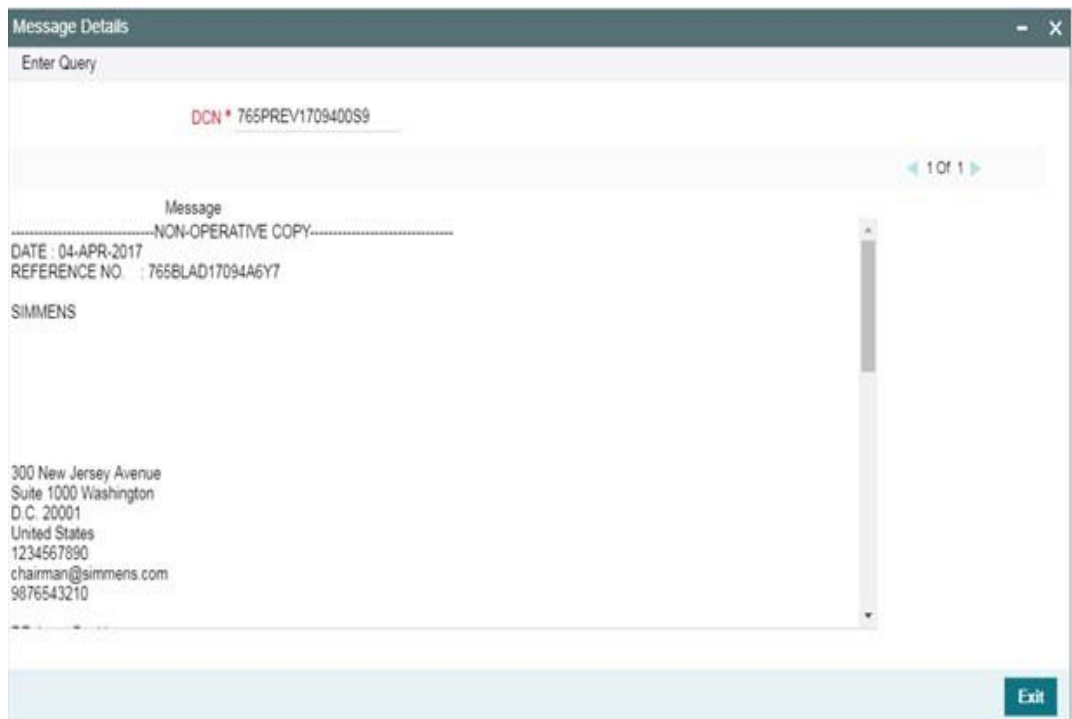 Message Details - X
Enter Query
DCN * 765PREV1709400S9
1 Of 1
Message
-------------------------------NON-OPERATIVE COPY-------------------------------
DATE : 04-APR-2017
REFERENCE NO. : 765BLAD17094A6Y7
SIMMENS
300 New Jersey Avenue
Suite 1000 Washington
D.C. 20001
United States
1234567890
chairman@simmens.com
9876543210
Exit